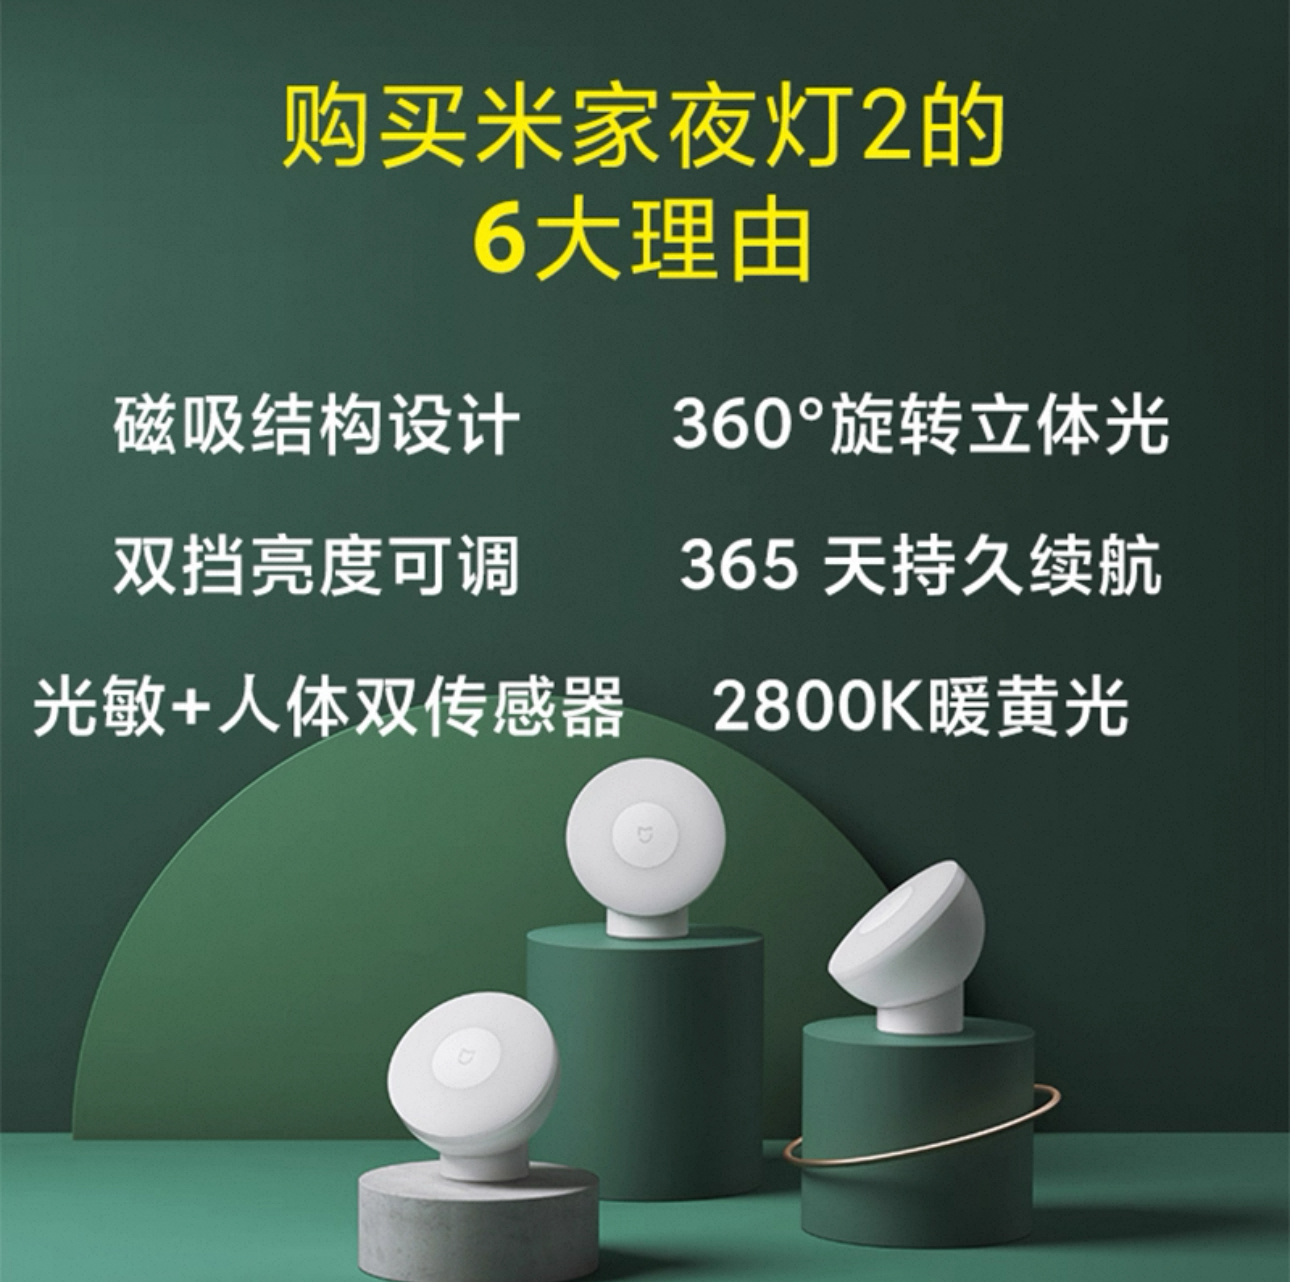 购买米家夜灯2的
6大理由
磁吸结构设计
360°旋转立体光
双挡亮度可调
365 天持久续航
光敏+人体双传感器
2800K暖黄光